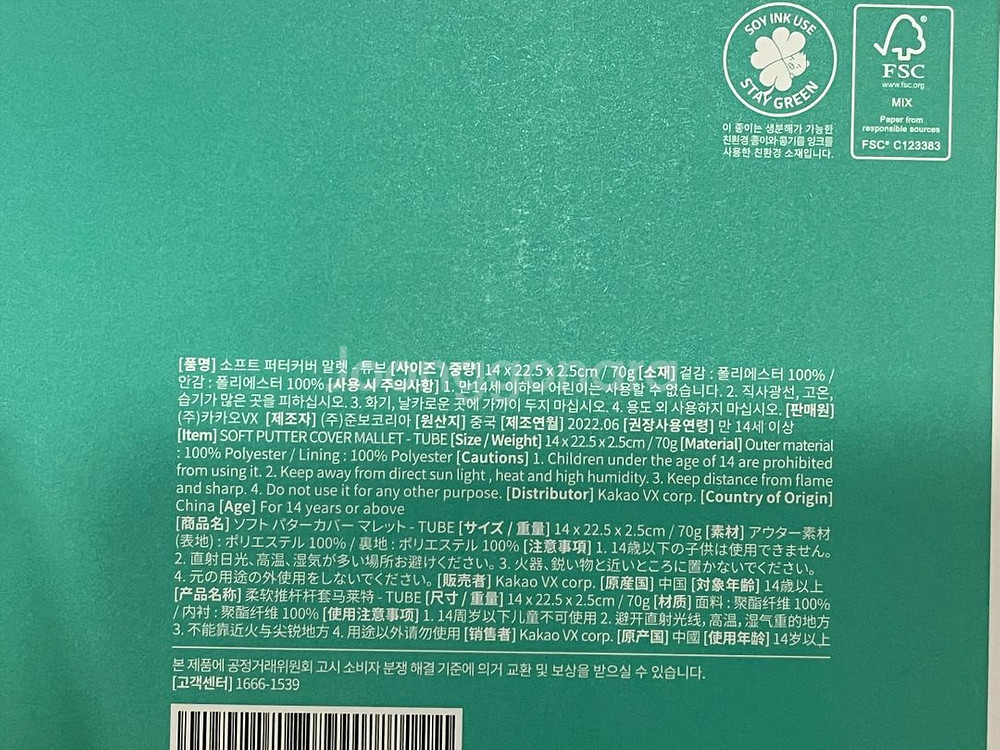 SOY INK USE
STAY GREEN
이 종이는 생분해가 가능한
친환경 종이와 콩기름 잉크를
사용한 친환경 소재입니다.
FSC
www.fsc.org
MIX
Paper from
responsible sources
FSC® C123383
[품명] 소프트 퍼터커버 말렛 - 튜브 [사이즈 / 중량] 14 x 22.5 x 2.5cm / 70g [소재] 겉감 : 폴리에스터 100% /
안감 : 폴리에스터 100% [사용 시 주의사항] 1. 만14세 이하의 어린이는 사용할 수 없습니다. 2. 직사광선, 고온,
습기가 많은 곳을 피하십시오. 3. 화기, 날카로운 곳에 가까이 두지 마십시오. 4. 용도 외 사용하지 마십시오. [판매원]
(주)카카오VX [제조자] (주)준보코리아 [원산지] 중국 [제조연월] 2022.06 [권장사용연령] 만 14세 이상
[Item] SOFT PUTTER COVER MALLET - TUBE [Size / Weight] 14 x 22.5 x 2.5cm / 70g [Material] Outer material
: 100% Polyester / Lining : 100% Polyester [Cautions] 1. Children under the age of 14 are prohibited
from using it. 2. Keep away from direct sun light , heat and high humidity. 3. Keep distance from flame
and sharp. 4. Do not use it for any other purpose. [Distributor] Kakao VX corp. [Country of Origin]
China [Age] For 14 years or above
[商品名] ソフト パターカバー マレット - TUBE [サイズ / 重量] 14 x 22.5 x 2.5cm / 70g [素材] アウター素材
(表地) : ポリエステル 100% / 裏地 : ポリエステル 100% [注意事項] 1. 14歳以下の子供は使用できません。
2. 直射日光、高温、湿気が多い場所お避けください。3. 火器、鋭い物と近いところに置かないでください。
4. 元の用途の外使用をしないでください。[販売者] Kakao VX corp. [原産国] 中国 [対象年齢] 14歳以上
[产品名称] 柔软推杆杆套马莱特 - TUBE [尺寸 / 重量] 14 x 22.5 x 2.5cm / 70g [材质] 面料 : 聚酯纤维 100%
/ 内衬 : 聚酯纤维 100% [使用注意事项] 1. 14周岁以下儿童不可使用 2. 避开直射光线, 高温, 湿气重的地方
3. 不能靠近火与尖锐地方 4. 用途以外请勿使用 [销售者] Kakao VX corp. [原产国] 中國 [使用年龄] 14岁以上
본 제품에 공정거래위원회 고시 소비자 분쟁 해결 기준에 의거 교환 및 보상을 받으실 수 있습니다.
[고객센터] 1666-1539